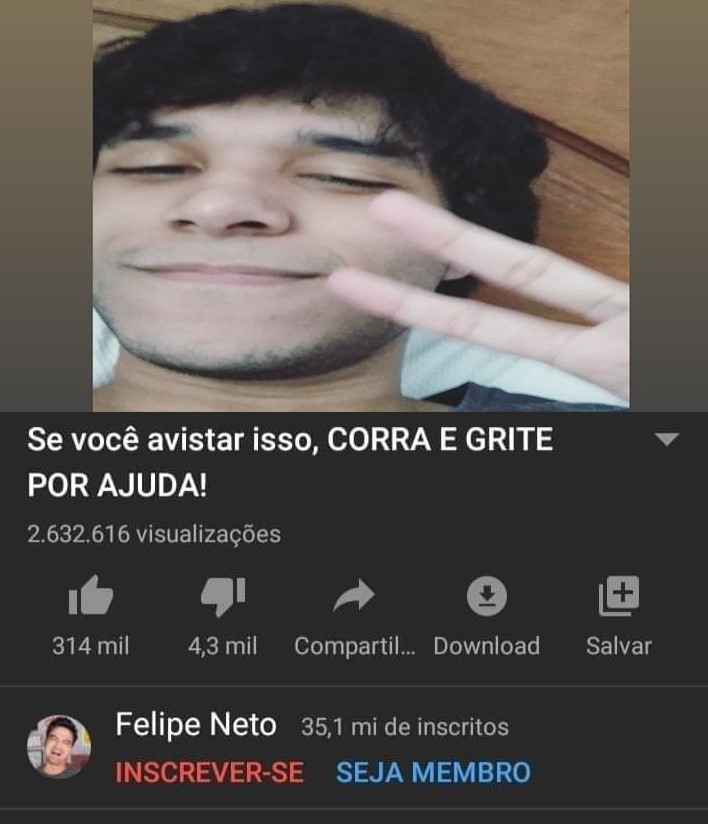 Se você avistar isso, CORRA E GRITE
POR AJUDA!
2.632.616 visualizações
314 mil 4,3 mil Compartil... Download Salvar
Felipe Neto 35,1 mi de inscritos
INSCREVER-SE SEJA MEMBRO